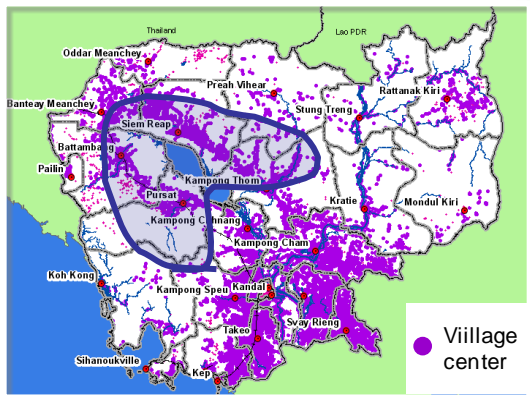 Thailand
Lao PDR
Oddar Meanchey
Preah Vihear
Rattanak Kiri
Banteay Meanchey
Stung Treng
Siem Reap
Battambang
Pailin
Kampong Thom
Pursat
Kratie
Mondul Kiri
Kampong Chhnang
Kampong Cham
Koh Kong
Kampong Speu
Kandal
Svay Rieng
Takeo
Sihanoukville
Kep
Viillage
center